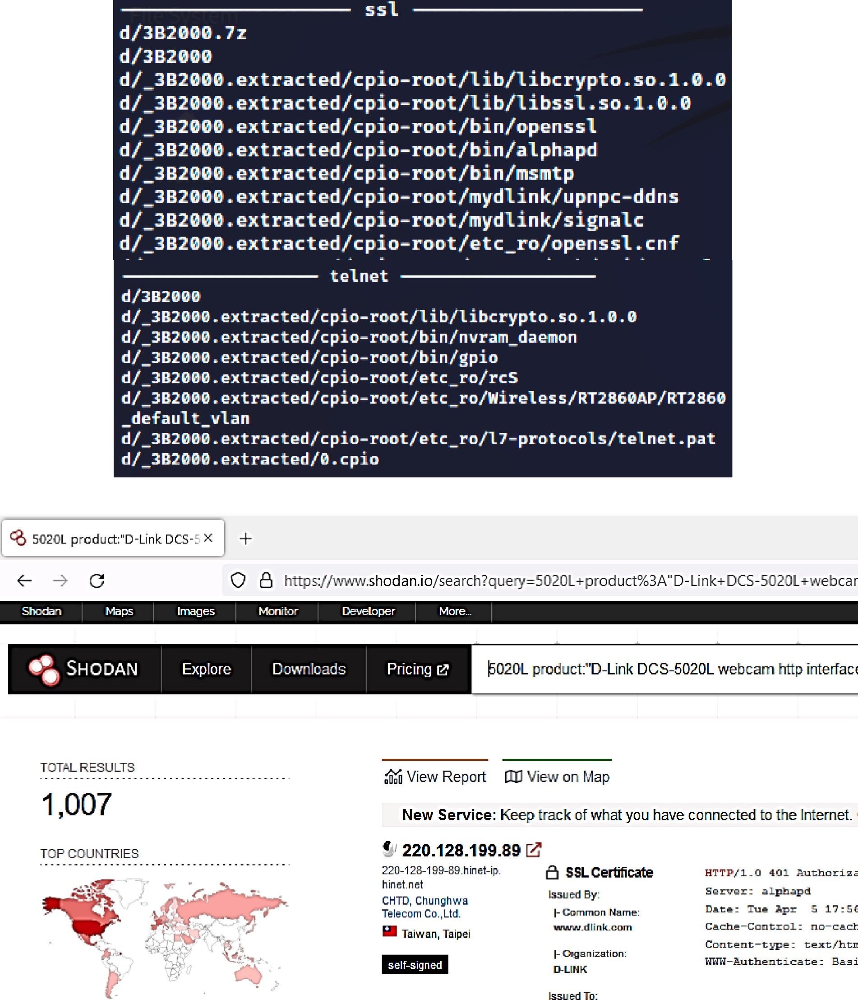 ssl
File System
d/3B2000.7z
d/3B2000
d/_3B2000.extracted/cpio-root/lib/libcrypto.so.1.0.0
d/_3B2000.extracted/cpio-root/lib/libssl.so.1.0.0
d/_3B2000.extracted/cpio-root/bin/openssl
d/_3B2000.extracted/cpio-root/bin/alphapd
d/_3B2000.extracted/cpio-root/bin/msmtp
d/_3B2000.extracted/cpio-root/mydlink/upnpc-ddns
d/_3B2000.extracted/cpio-root/mydlink/signalc
d/_3B2000.extracted/cpio-root/etc_ro/openssl.cnf
telnet
d/3B2000
d/_3B2000.extracted/cpio-root/lib/libcrypto.so.1.0.0
d/_3B2000.extracted/cpio-root/bin/nvram_daemon
d/_3B2000.extracted/cpio-root/bin/gpio
d/_3B2000.extracted/cpio-root/etc_ro/rcS
d/_3B2000.extracted/cpio-root/etc_ro/Wireless/RT2860AP/RT2860
_default_vlan
d/_3B2000.extracted/cpio-root/etc_ro/l7-protocols/telnet.pat
d/_3B2000.extracted/0.cpio
5020L product:"D-Link DCS-5
https://www.shodan.io/search?query=5020L+product%3A"D-Link+DCS-5020L+webcar
Shodan Maps Images Monitor Developer More...
SHODAN Explore Downloads Pricing 5020L product:"D-Link DCS-5020L webcam http interface
TOTAL RESULTS
1,007
TOP COUNTRIES
View Report View on Map
New Service: Keep track of what you have connected to the Internet.
220.128.199.89
220-128-199-89.hinet-ip.
hinet.net
CHTD, Chunghwa
Telecom Co.,Ltd.
Taiwan, Taipei
self-signed
SSL Certificate
Issued By:
|- Common Name:
www.dlink.com
|- Organization:
D-LINK
Issued To:
HTTP/1.0 401 Authoriza
Server: alphapd
Date: Tue Apr 5 17:56
Cache-Control: no-cach
Content-type: text/htm
WWW-Authenticate: Basi